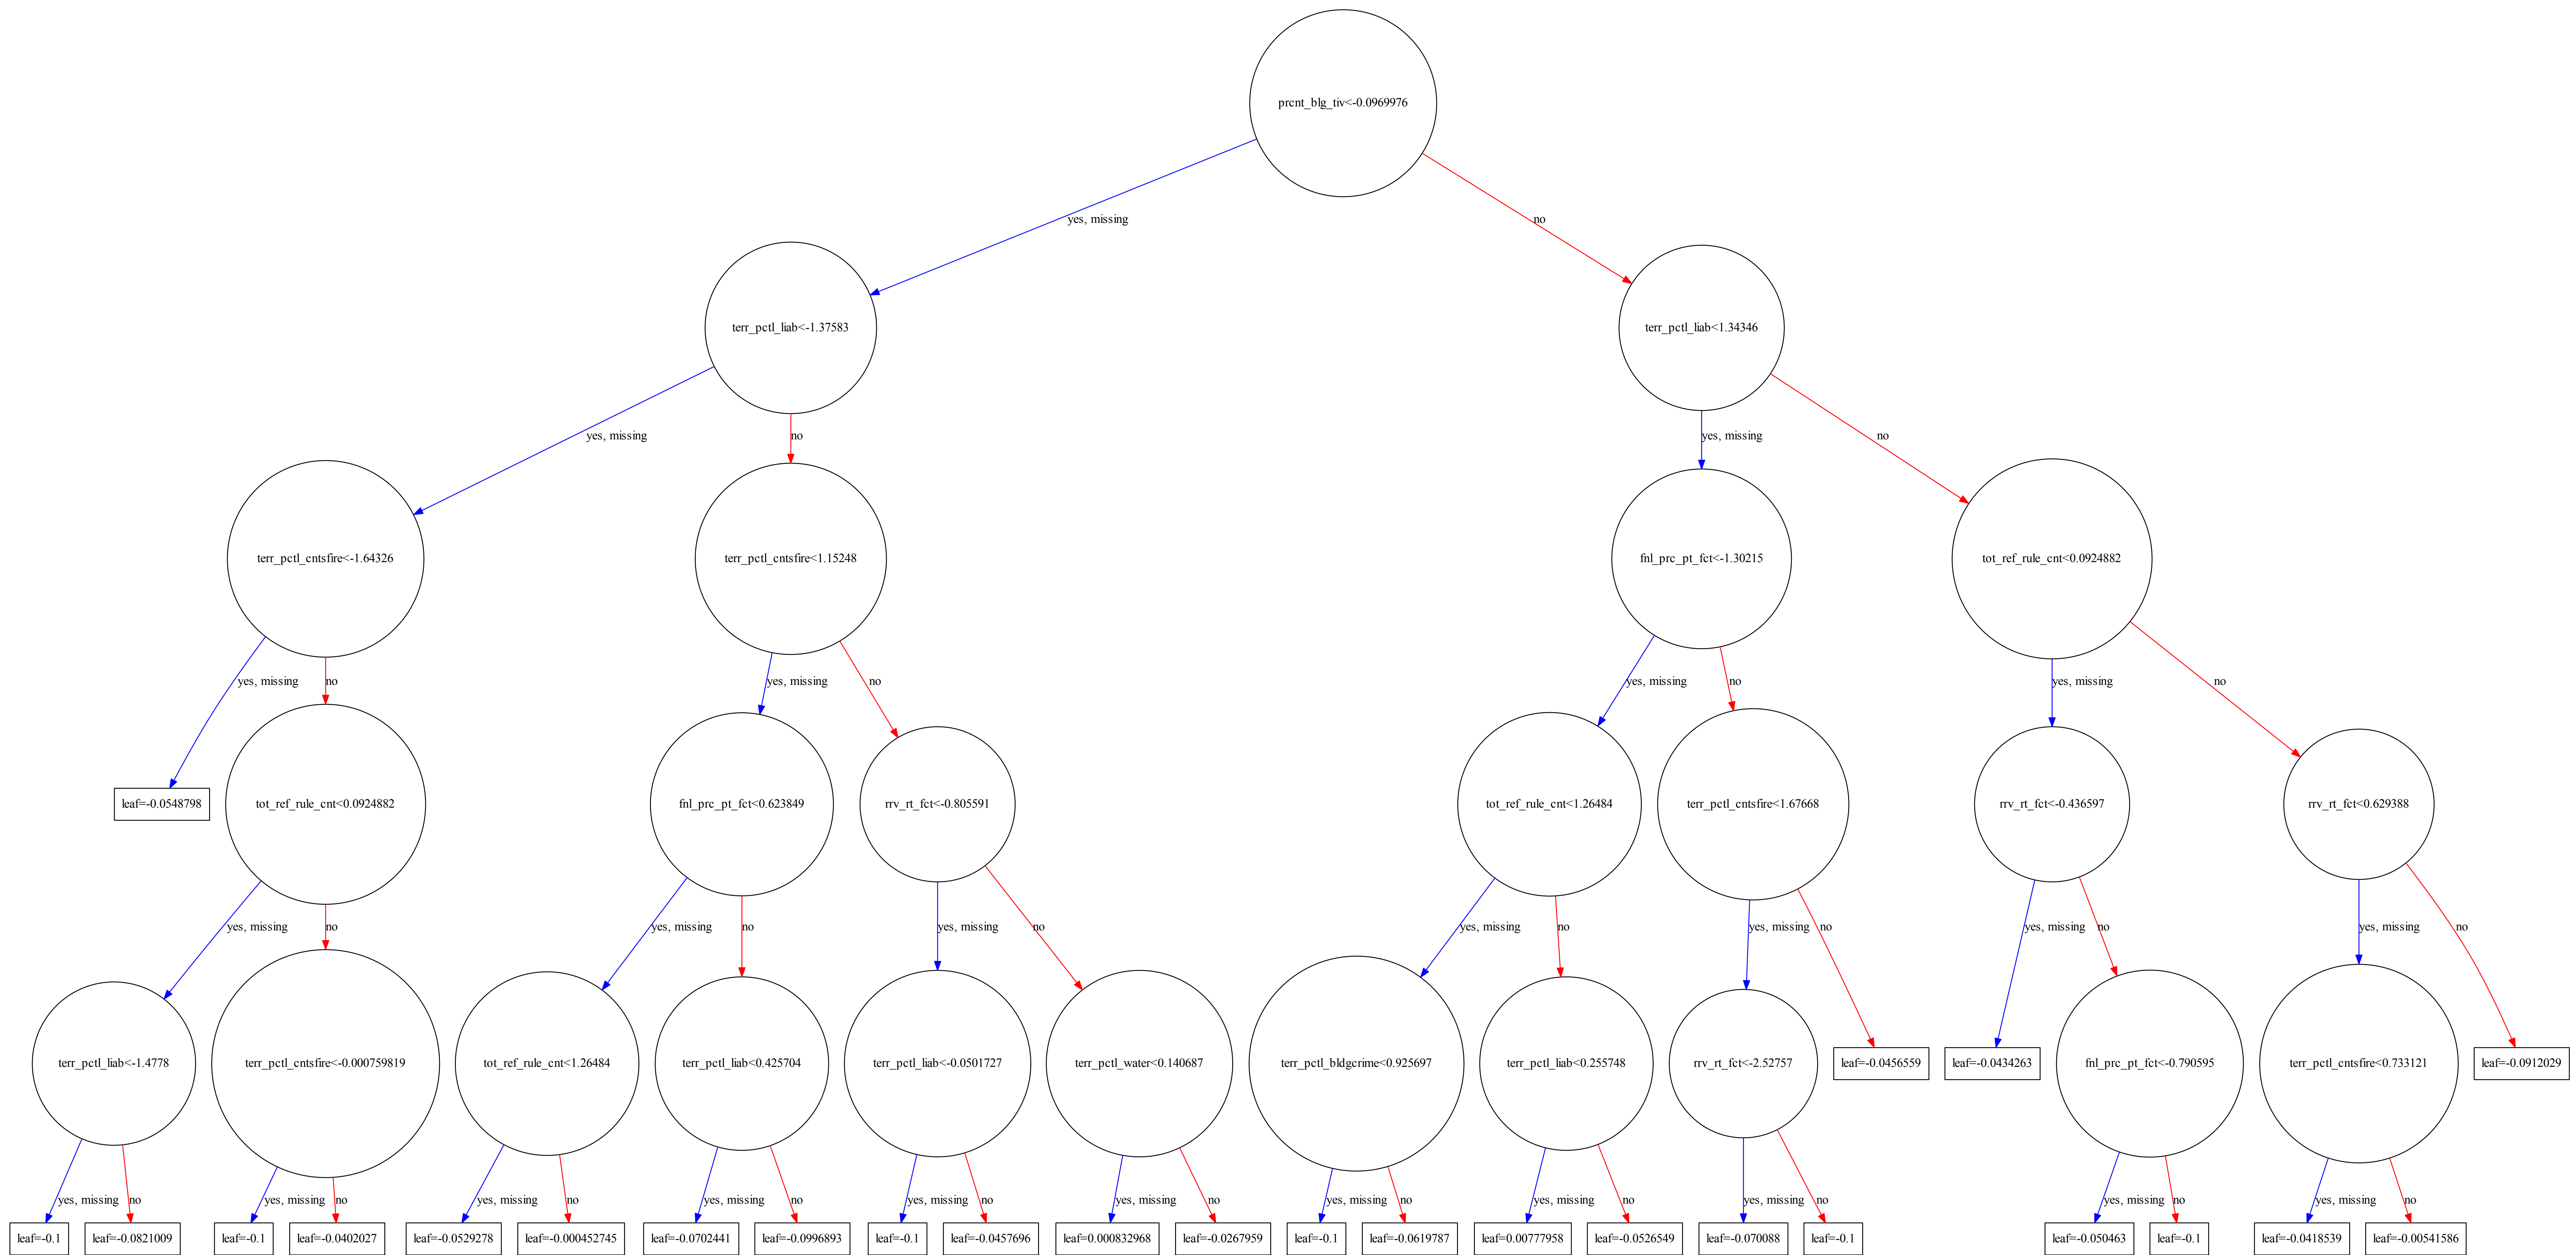 prcnt_blg_tiv<-0.0969976
yes, missing
no
terr_pctl_liab<-1.37583
terr_pctl_liab<1.34346
yes, missing
no
yes, missing
no
terr_pctl_cntsfire<-1.64326
terr_pctl_cntsfire<1.15248
fnl_prc_pt_fct<-1.30215
tot_ref_rule_cnt<0.0924882
yes, missing
no
yes, missing
no
yes, missing
no
yes, missing
no
leaf=-0.0548798
tot_ref_rule_cnt<0.0924882
fnl_prc_pt_fct<0.623849
rrv_rt_fct<-0.805591
tot_ref_rule_cnt<1.26484
terr_pctl_cntsfire<1.67668
rrv_rt_fct<-0.436597
rrv_rt_fct<0.629388
yes, missing
no
yes, missing
no
yes, missing
no
yes, missing
no
yes, missing
no
yes, missing
no
yes, missing
no
terr_pctl_liab<-1.4778
terr_pctl_cntsfire<-0.000759819
tot_ref_rule_cnt<1.26484
terr_pctl_liab<0.425704
terr_pctl_liab<-0.0501727
terr_pctl_water<0.140687
terr_pctl_bldgcrime<0.925697
terr_pctl_liab<0.255748
rrv_rt_fct<-2.52757
leaf=-0.0456559
leaf=-0.0434263
fnl_prc_pt_fct<-0.790595
terr_pctl_cntsfire<0.733121
leaf=-0.0912029
yes, missing
no
yes, missing
no
yes, missing
no
yes, missing
no
yes, missing
no
yes, missing
no
yes, missing
no
yes, missing
no
yes, missing
no
yes, missing
no
yes, missing
no
leaf=-0.1
leaf=-0.0821009
leaf=-0.1
leaf=-0.0402027
leaf=-0.0529278
leaf=-0.000452745
leaf=-0.0702441
leaf=-0.0996893
leaf=-0.1
leaf=-0.0457696
leaf=0.000832968
leaf=-0.0267959
leaf=-0.1
leaf=-0.0619787
leaf=0.00777958
leaf=-0.0526549
leaf=-0.070088
leaf=-0.1
leaf=-0.050463
leaf=-0.1
leaf=-0.0418539
leaf=-0.00541586